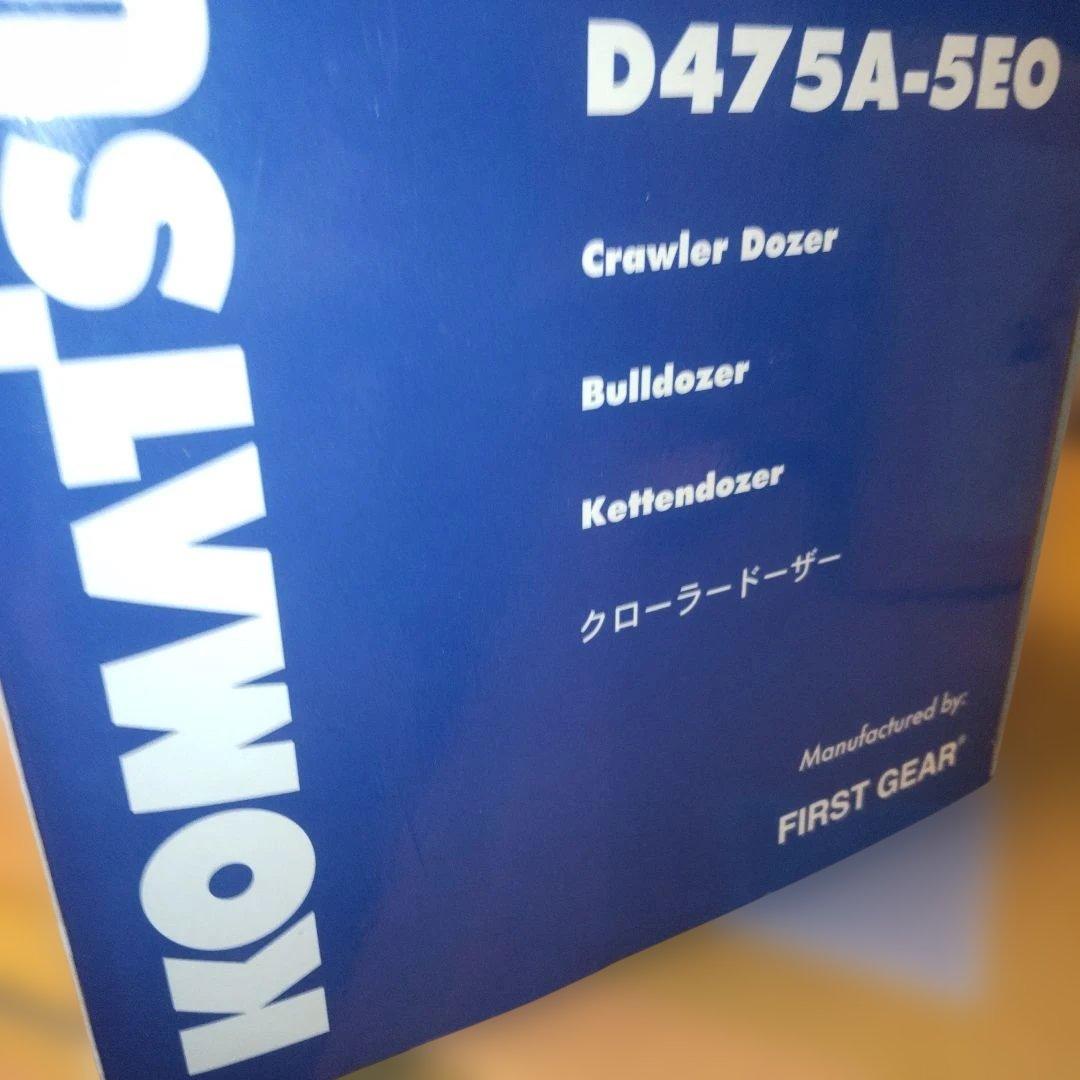 KOMATSU
D475A-5E0
Crawler Dozer
Bulldozer
Kettendozer
クローラードーザー
Manufactured by:
FIRST GEAR®